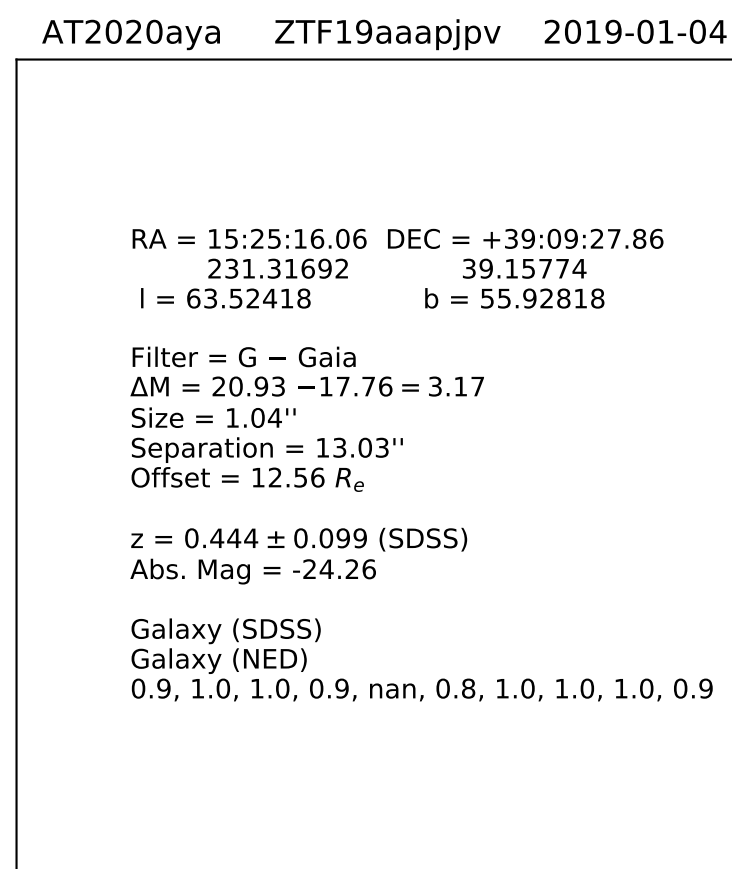 AT2020aya ZTF19aaapjpv 2019-01-04
RA = 15:25:16.06 DEC = +39:09:27.86
231.31692 39.15774
l = 63.52418 b = 55.92818
Filter = G − Gaia
ΔM = 20.93 −17.76 = 3.17
Size = 1.04''
Separation = 13.03''
Offset = 12.56 Rₑ
z = 0.444 ± 0.099 (SDSS)
Abs. Mag = -24.26
Galaxy (SDSS)
Galaxy (NED)
0.9, 1.0, 1.0, 0.9, nan, 0.8, 1.0, 1.0, 1.0, 0.9